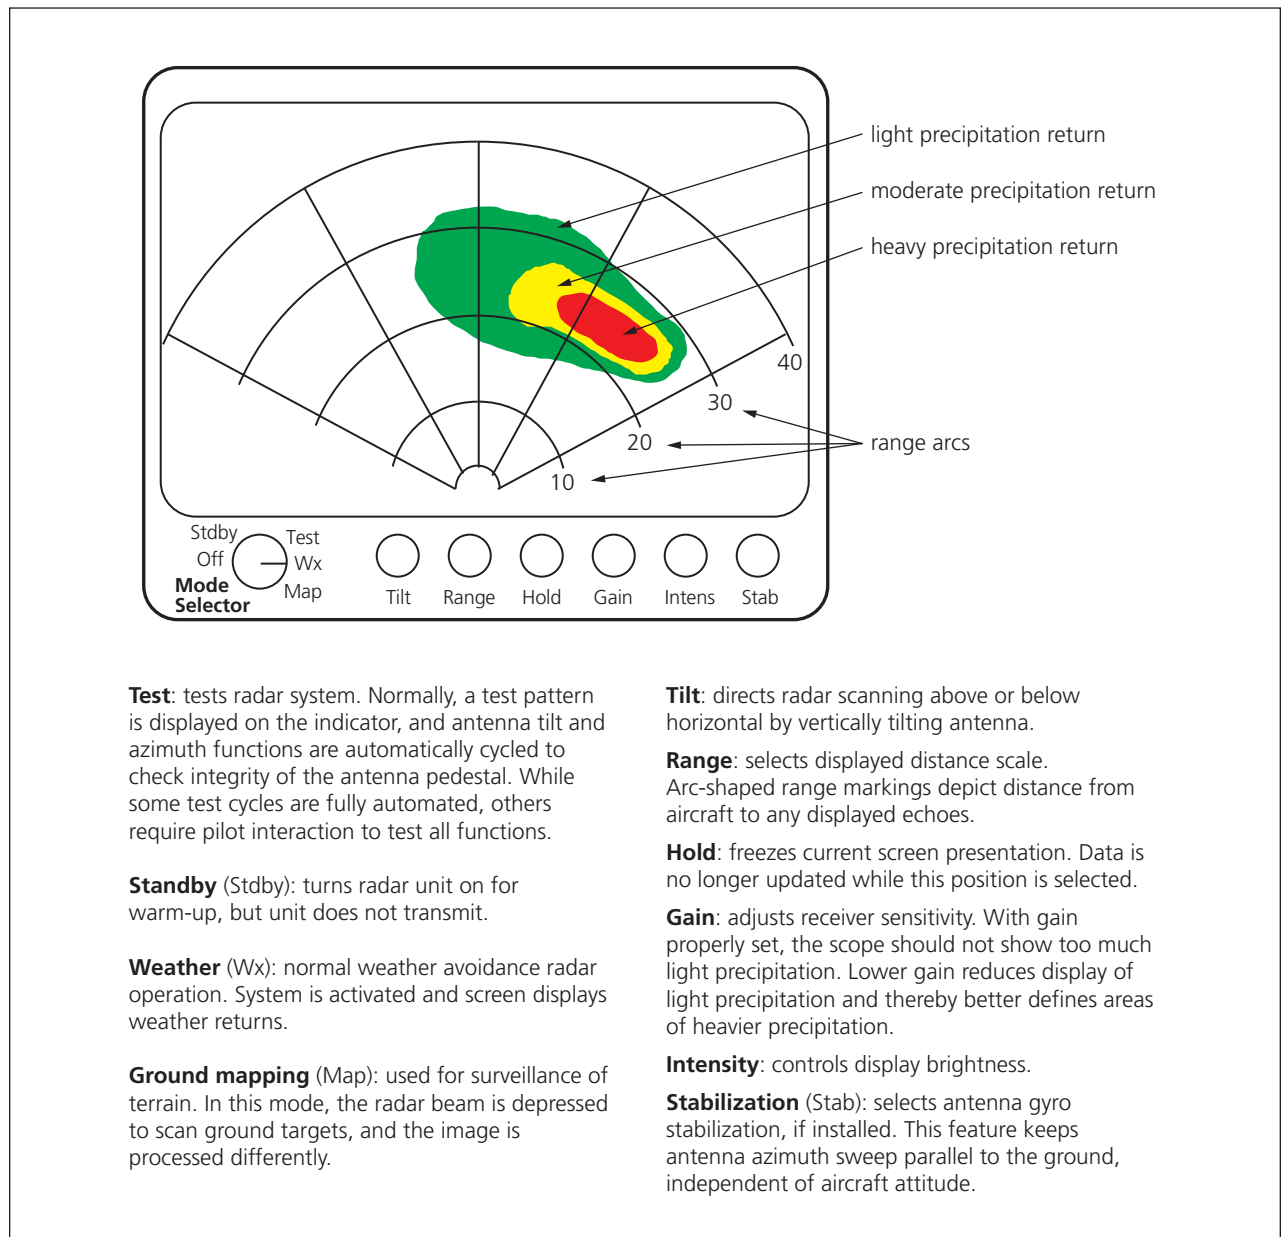 light precipitation return
moderate precipitation return
heavy precipitation return
40
30
20
range arcs
10
Stdby
Test
Off
Wx
Mode
Selector
Map
Tilt
Range
Hold
Gain
Intens
Stab
Test: tests radar system. Normally, a test pattern
is displayed on the indicator, and antenna tilt and
azimuth functions are automatically cycled to
check integrity of the antenna pedestal. While
some test cycles are fully automated, others
require pilot interaction to test all functions.
Standby (Stdby): turns radar unit on for
warm-up, but unit does not transmit.
Weather (Wx): normal weather avoidance radar
operation. System is activated and screen displays
weather returns.
Ground mapping (Map): used for surveillance of
terrain. In this mode, the radar beam is depressed
to scan ground targets, and the image is
processed differently.
Tilt: directs radar scanning above or below
horizontal by vertically tilting antenna.
Range: selects displayed distance scale.
Arc-shaped range markings depict distance from
aircraft to any displayed echoes.
Hold: freezes current screen presentation. Data is
no longer updated while this position is selected.
Gain: adjusts receiver sensitivity. With gain
properly set, the scope should not show too much
light precipitation. Lower gain reduces display of
light precipitation and thereby better defines areas
of heavier precipitation.
Intensity: controls display brightness.
Stabilization (Stab): selects antenna gyro
stabilization, if installed. This feature keeps
antenna azimuth sweep parallel to the ground,
independent of aircraft attitude.